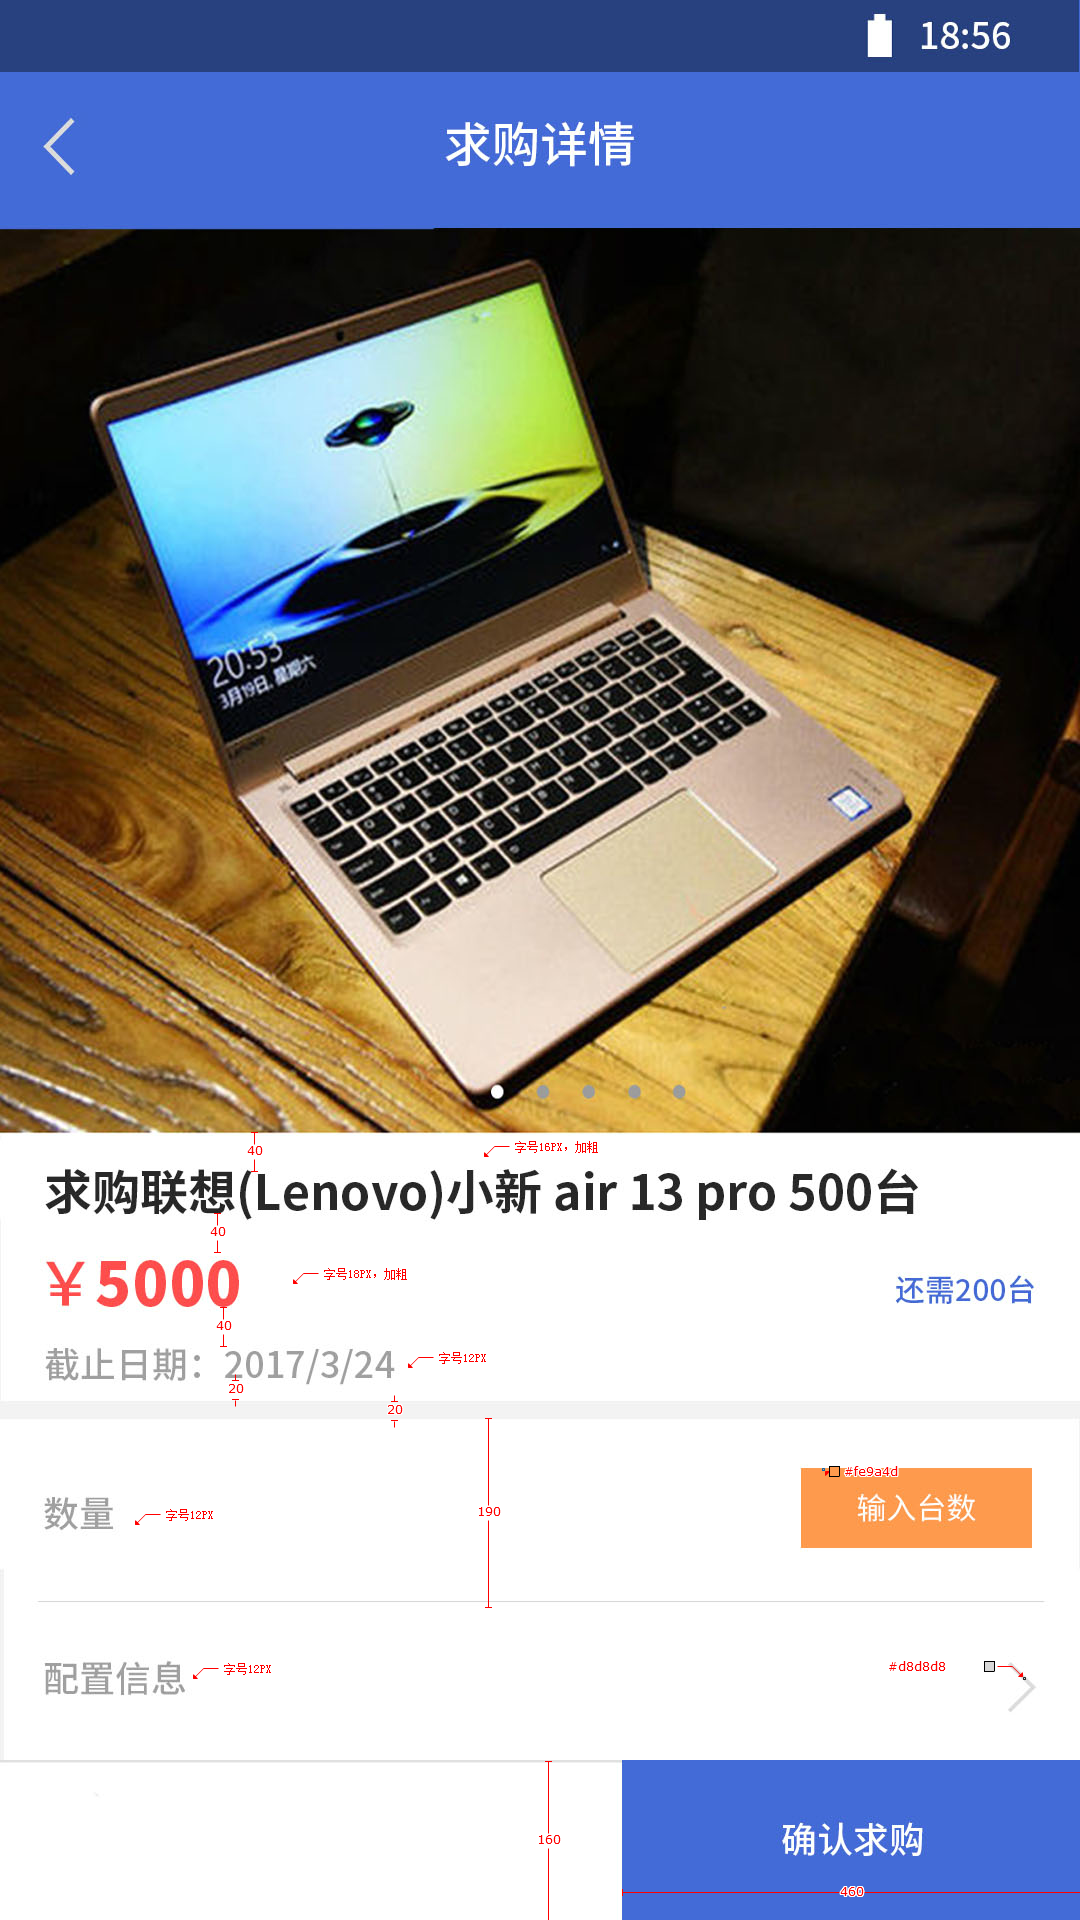 18:56
求购详情
20:53
3月19日, 星期六
Lenovo
40
字号16PX，加粗
求购联想(Lenovo)小新 air 13 pro 500台
40
￥5000
字号18PX，加粗
还需200台
40
截止日期：2017/3/24
字号12PX
20
20
#fe9a4d
数量
字号12PX
190
输入台数
配置信息
字号12PX
#d8d8d8
160
确认求购
460